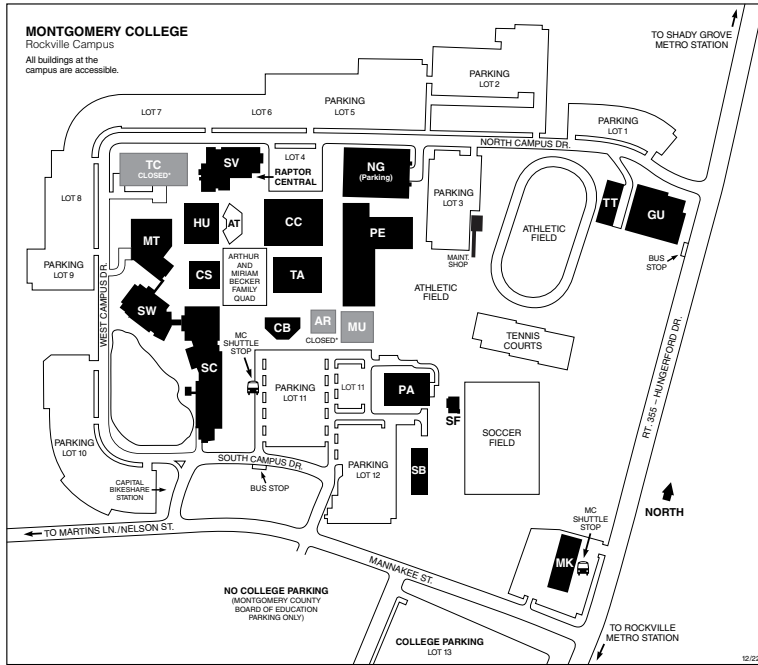 MONTGOMERY COLLEGE
Rockville Campus
All buildings at the
campus are accessible.
TO SHADY GROVE
METRO STATION
PARKING
LOT 2
LOT 7
LOT 6
PARKING
LOT 5
PARKING
LOT 1
NORTH CAMPUS DR.
TC
CLOSED*
SV
LOT 4
RAPTOR
CENTRAL
NG
(Parking)
PARKING
LOT 3
TT
GU
LOT 8
HU
AT
CC
PE
ATHLETIC
FIELD
MT
MAINT.
SHOP
BUS
STOP
PARKING
LOT 9
CS
ARTHUR
AND
MIRIAM
BECKER
FAMILY
QUAD
TA
ATHLETIC
FIELD
WEST CAMPUS DR.
SW
CB
AR
CLOSED*
MU
TENNIS
COURTS
MC
SHUTTLE
STOP
SC
PARKING
LOT 11
LOT 11
PA
SF
SOCCER
FIELD
RT. 355 – HUNGERFORD DR.
PARKING
LOT 10
SOUTH CAMPUS DR.
PARKING
LOT 12
SB
CAPITAL
BIKESHARE
STATION
BUS STOP
NORTH
MC
SHUTTLE
STOP
TO MARTINS LN./NELSON ST.
MK
MANNAKEE ST.
NO COLLEGE PARKING
(MONTGOMERY COUNTY
BOARD OF EDUCATION
PARKING ONLY)
TO ROCKVILLE
METRO STATION
COLLEGE PARKING
LOT 13
12/22